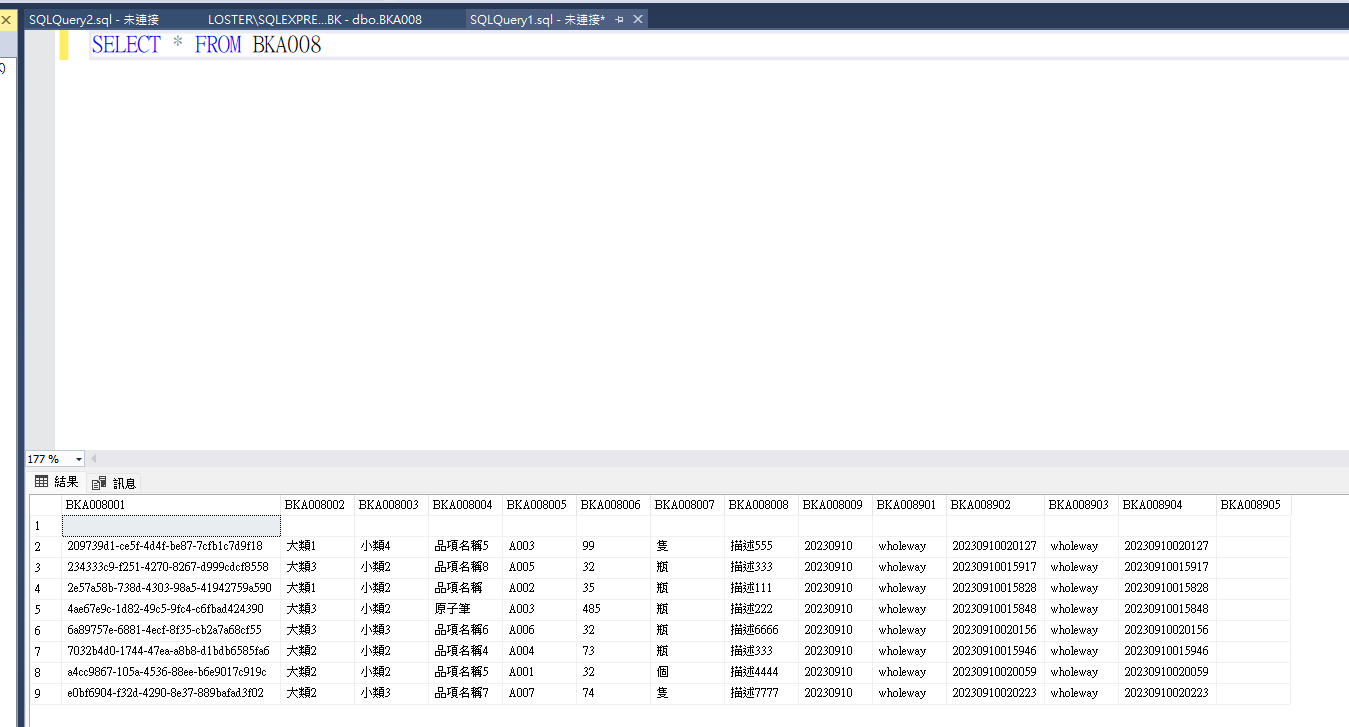 SQLQuery2.sql - 未連接 LOSTER\SQLEXPRE...BK - dbo.BKA008 SQLQuery1.sql - 未連接*
SELECT * FROM BKA008
177 %
結果 訊息
BKA008001 BKA008002 BKA008003 BKA008004 BKA008005 BKA008006 BKA008007 BKA008008 BKA008009 BKA008901 BKA008902 BKA008903 BKA008904 BKA008905
1
2 209739d1-ce5f-4d4f-be87-7cfb1c7d9f18 大類1 小類4 品項名稱5 A003 99 隻 描述555 20230910 wholeway 20230910020127 wholeway 20230910020127
3 234333c9-f251-4270-8267-d999cdcf8558 大類3 小類2 品項名稱8 A005 32 瓶 描述333 20230910 wholeway 20230910015917 wholeway 20230910015917
4 2e57a58b-738d-4303-98a5-41942759a590 大類1 小類2 品項名稱 A002 35 瓶 描述111 20230910 wholeway 20230910015828 wholeway 20230910015828
5 4ae67e9c-1d82-49c5-9fc4-c6fbad424390 大類3 小類2 原子筆 A003 485 瓶 描述222 20230910 wholeway 20230910015848 wholeway 20230910015848
6 6a89757e-6881-4ecf-8f35-cb2a7a68cf55 大類3 小類3 品項名稱6 A006 32 瓶 描述6666 20230910 wholeway 20230910020156 wholeway 20230910020156
7 7032b4d0-1744-47ea-a8b8-d1bdb6585fa6 大類2 小類2 品項名稱4 A004 73 瓶 描述333 20230910 wholeway 20230910015946 wholeway 20230910015946
8 a4cc9867-105a-4536-88ee-b6e9017c919c 大類2 小類2 品項名稱5 A001 32 個 描述4444 20230910 wholeway 20230910020059 wholeway 20230910020059
9 e0bf6904-f32d-4290-8e37-889bafad3f02 大類2 小類3 品項名稱7 A007 74 隻 描述7777 20230910 wholeway 20230910020223 wholeway 20230910020223